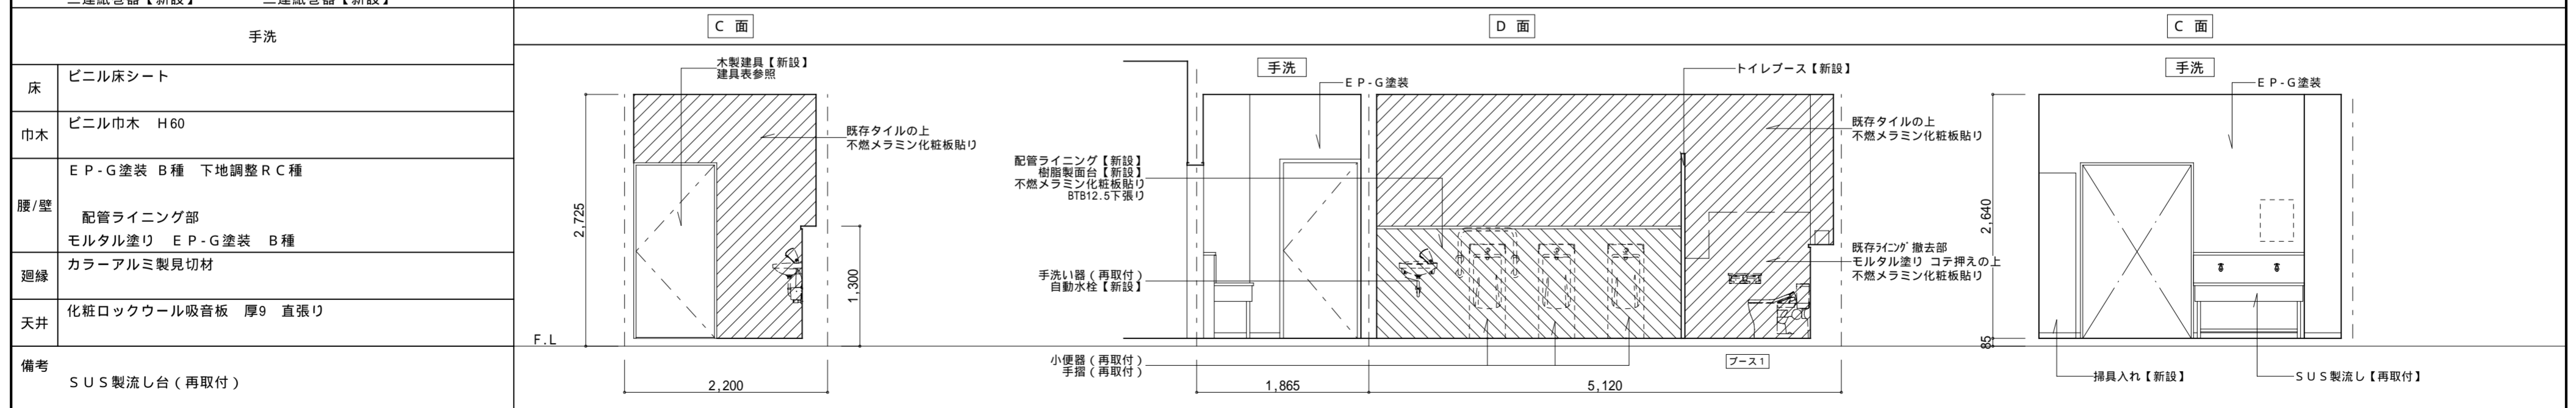 二連紙巻器【新設】　二連紙巻器【新設】
手洗
床　ビニル床シート
巾木　ビニル巾木　H60
腰/壁　ＥＰ-Ｇ塗装 Ｂ種　下地調整ＲＣ種
配管ライニング部
モルタル塗り　ＥＰ-Ｇ塗装　Ｂ種
廻縁　カラーアルミ製見切材
天井　化粧ロックウール吸音板　厚9　直張り
備考
ＳＵＳ製流し台（再取付）
Ｃ 面
木製建具【新設】
建具表参照
既存タイルの上
不燃メラミン化粧板貼り
2,725
1,300
F.L
2,200
Ｄ 面
手洗
ＥＰ-Ｇ塗装
トイレブース【新設】
配管ライニング【新設】
樹脂製面台【新設】
不燃メラミン化粧板貼り
BTB12.5下張り
既存タイルの上
不燃メラミン化粧板貼り
手洗い器（再取付）
自動水栓【新設】
既存ﾗｲﾆﾝｸﾞ撤去部
モルタル塗り コテ押えの上
不燃メラミン化粧板貼り
小便器（再取付）
手摺（再取付）
ブース1
1,865
5,120
Ｃ 面
手洗
ＥＰ-Ｇ塗装
2,640
85
掃具入れ【新設】
ＳＵＳ製流し【再取付】